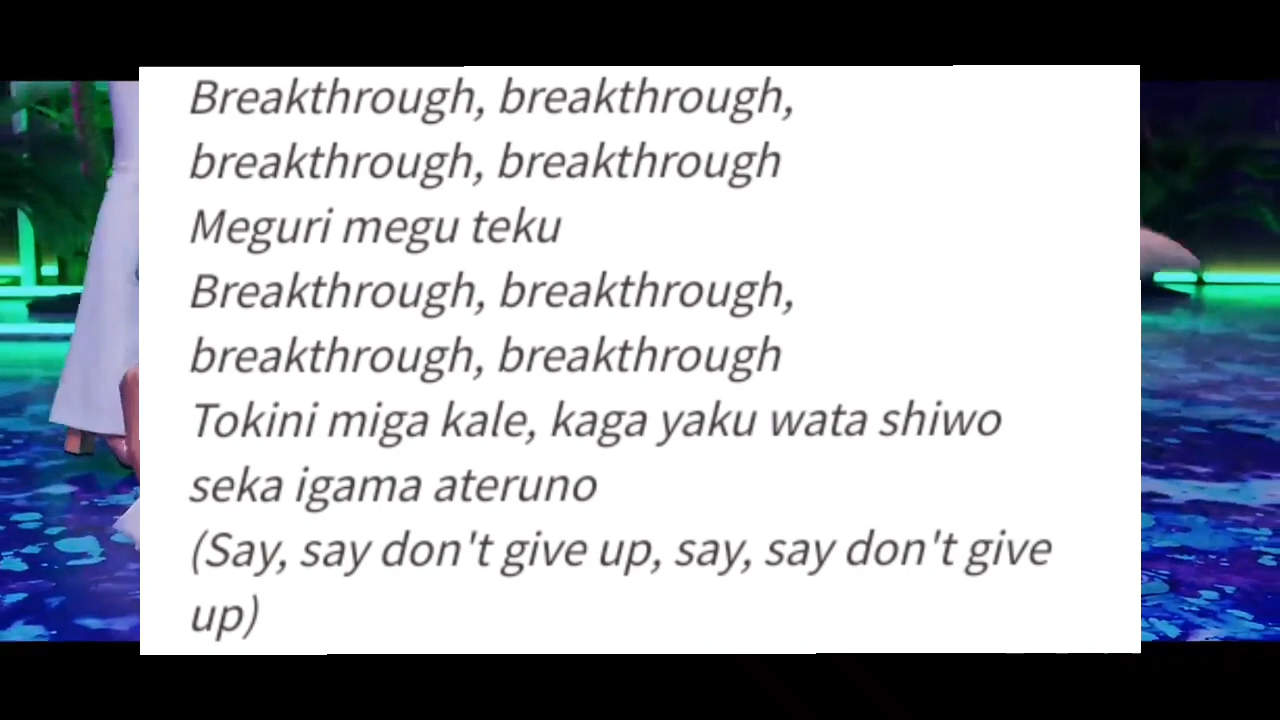 Breakthrough, breakthrough,
breakthrough, breakthrough
Meguri megu teku
Breakthrough, breakthrough,
breakthrough, breakthrough
Tokini miga kale, kaga yaku wata shiwo
seka igama ateruno
(Say, say don't give up, say, say don't give
up)